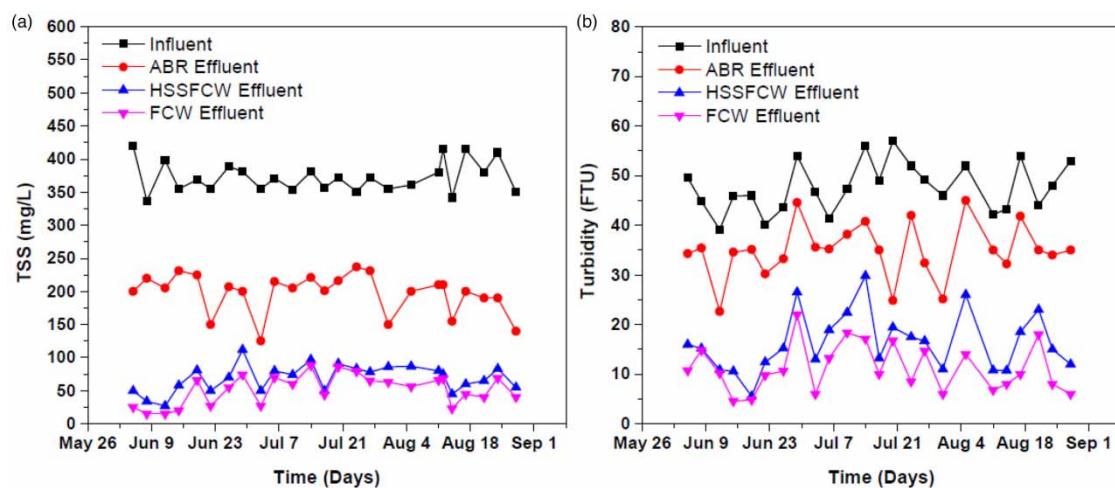 (a)
600
550
500
450
400
350
300
250
200
150
100
50
0
TSS (mg/L)
Influent
ABR Effluent
HSSFCW Effluent
FCW Effluent
May 26 Jun 9 Jun 23 Jul 7 Jul 21 Aug 4 Aug 18 Sep 1
Time (Days)
(b)
80
70
60
50
40
30
20
10
0
Turbidity (FTU)
Influent
ABR Effluent
HSSFCW Effluent
FCW Effluent
May 26 Jun 9 Jun 23 Jul 7 Jul 21 Aug 4 Aug 18 Sep 1
Time (Days)